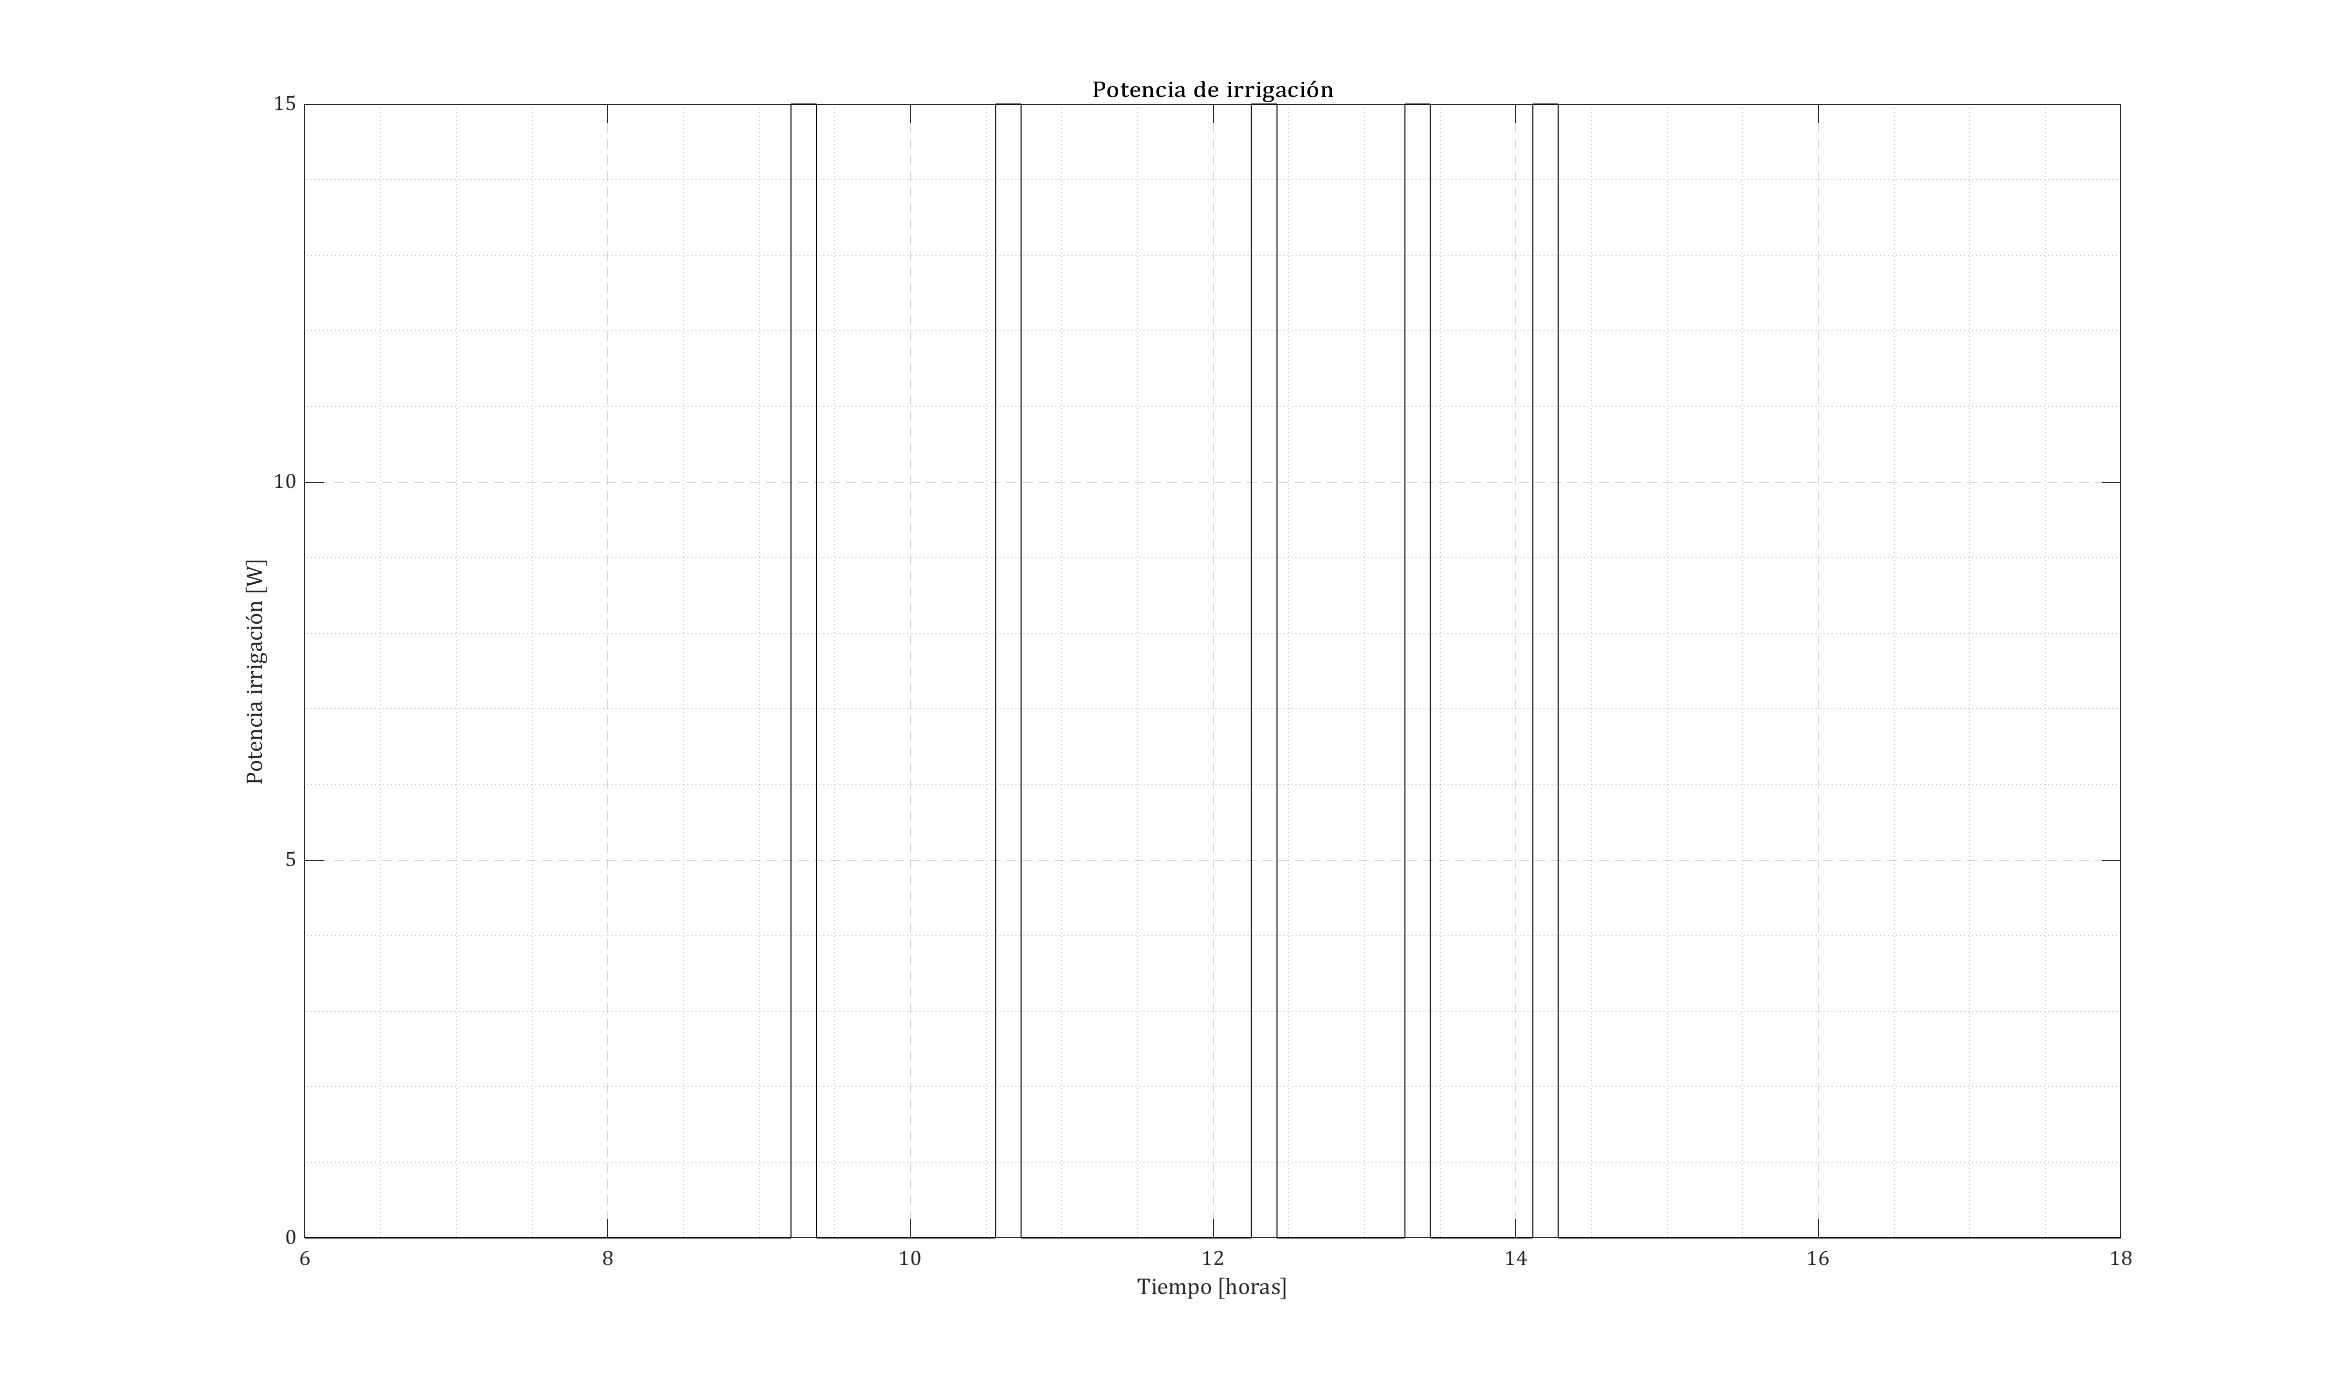 Potencia de irrigación
15
10
5
0
Potencia irrigación [W]
6 8 10 12 14 16 18
Tiempo [horas]